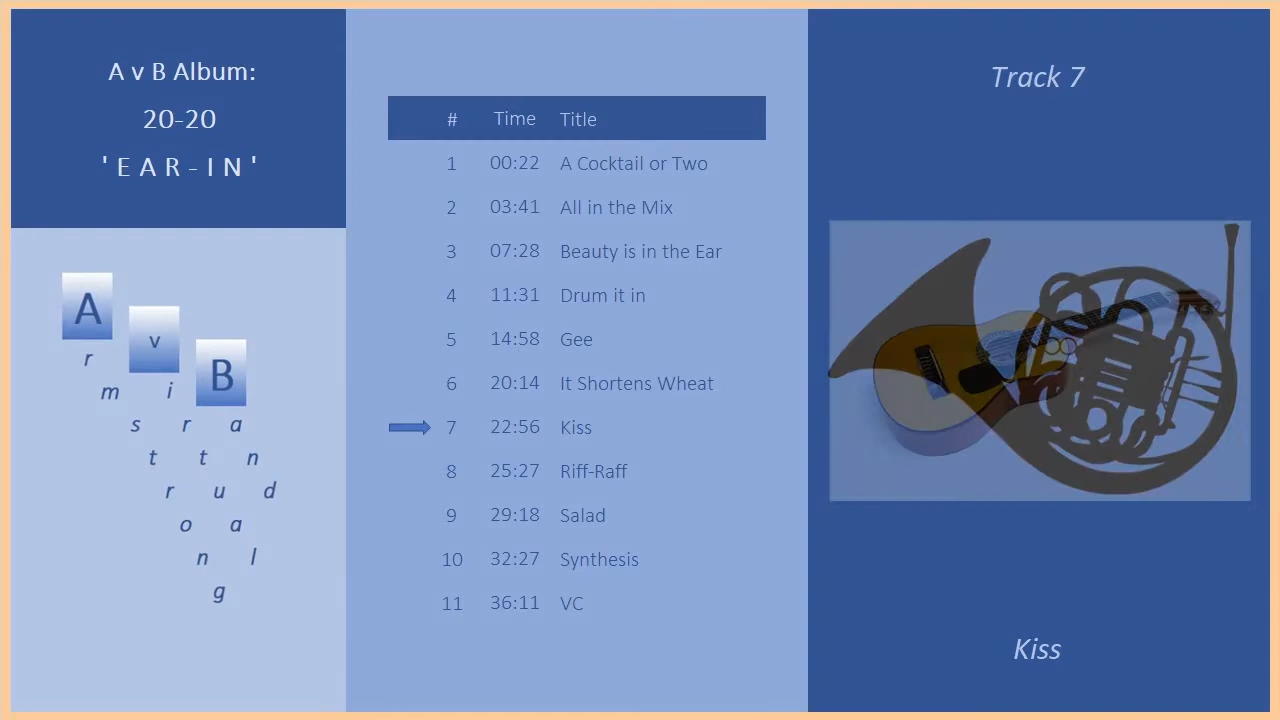 A v B Album:
20-20
'EAR-IN'
A
v
B
r
m i
s r a
t t n
r u d
o a
n l
g
# Time Title
1 00:22 A Cocktail or Two
2 03:41 All in the Mix
3 07:28 Beauty is in the Ear
4 11:31 Drum it in
5 14:58 Gee
6 20:14 It Shortens Wheat
7 22:56 Kiss
8 25:27 Riff-Raff
9 29:18 Salad
10 32:27 Synthesis
11 36:11 VC
Track 7
Kiss